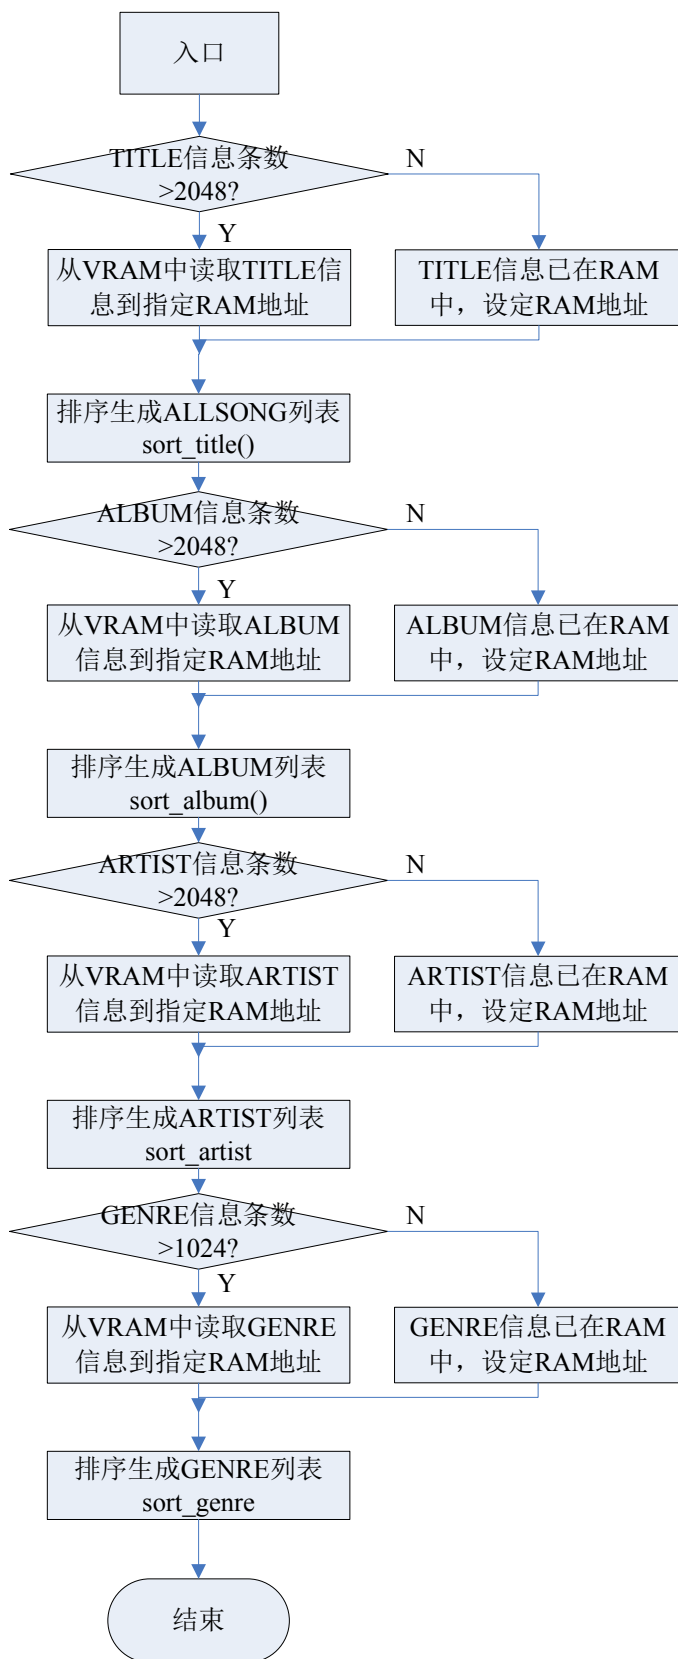 入口
TITLE信息条数
>2048?
N
Y
从VRAM中读取TITLE信
息到指定RAM地址
TITLE信息已在RAM
中，设定RAM地址
排序生成ALLSONG列表
sort_title()
ALBUM信息条数
>2048?
N
Y
从VRAM中读取ALBUM
信息到指定RAM地址
ALBUM信息已在RAM
中，设定RAM地址
排序生成ALBUM列表
sort_album()
ARTIST信息条数
>2048?
N
Y
从VRAM中读取ARTIST
信息到指定RAM地址
ARTIST信息已在RAM
中，设定RAM地址
排序生成ARTIST列表
sort_artist
GENRE信息条数
>1024?
N
Y
从VRAM中读取GENRE
信息到指定RAM地址
GENRE信息已在RAM
中，设定RAM地址
排序生成GENRE列表
sort_genre
结束